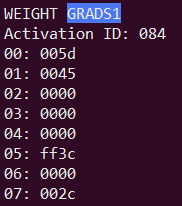 WEIGHT GRADS1
Activation ID: 084
00: 005d
01: 0045
02: 0000
03: 0000
04: 0000
05: ff3c
06: 0000
07: 002c